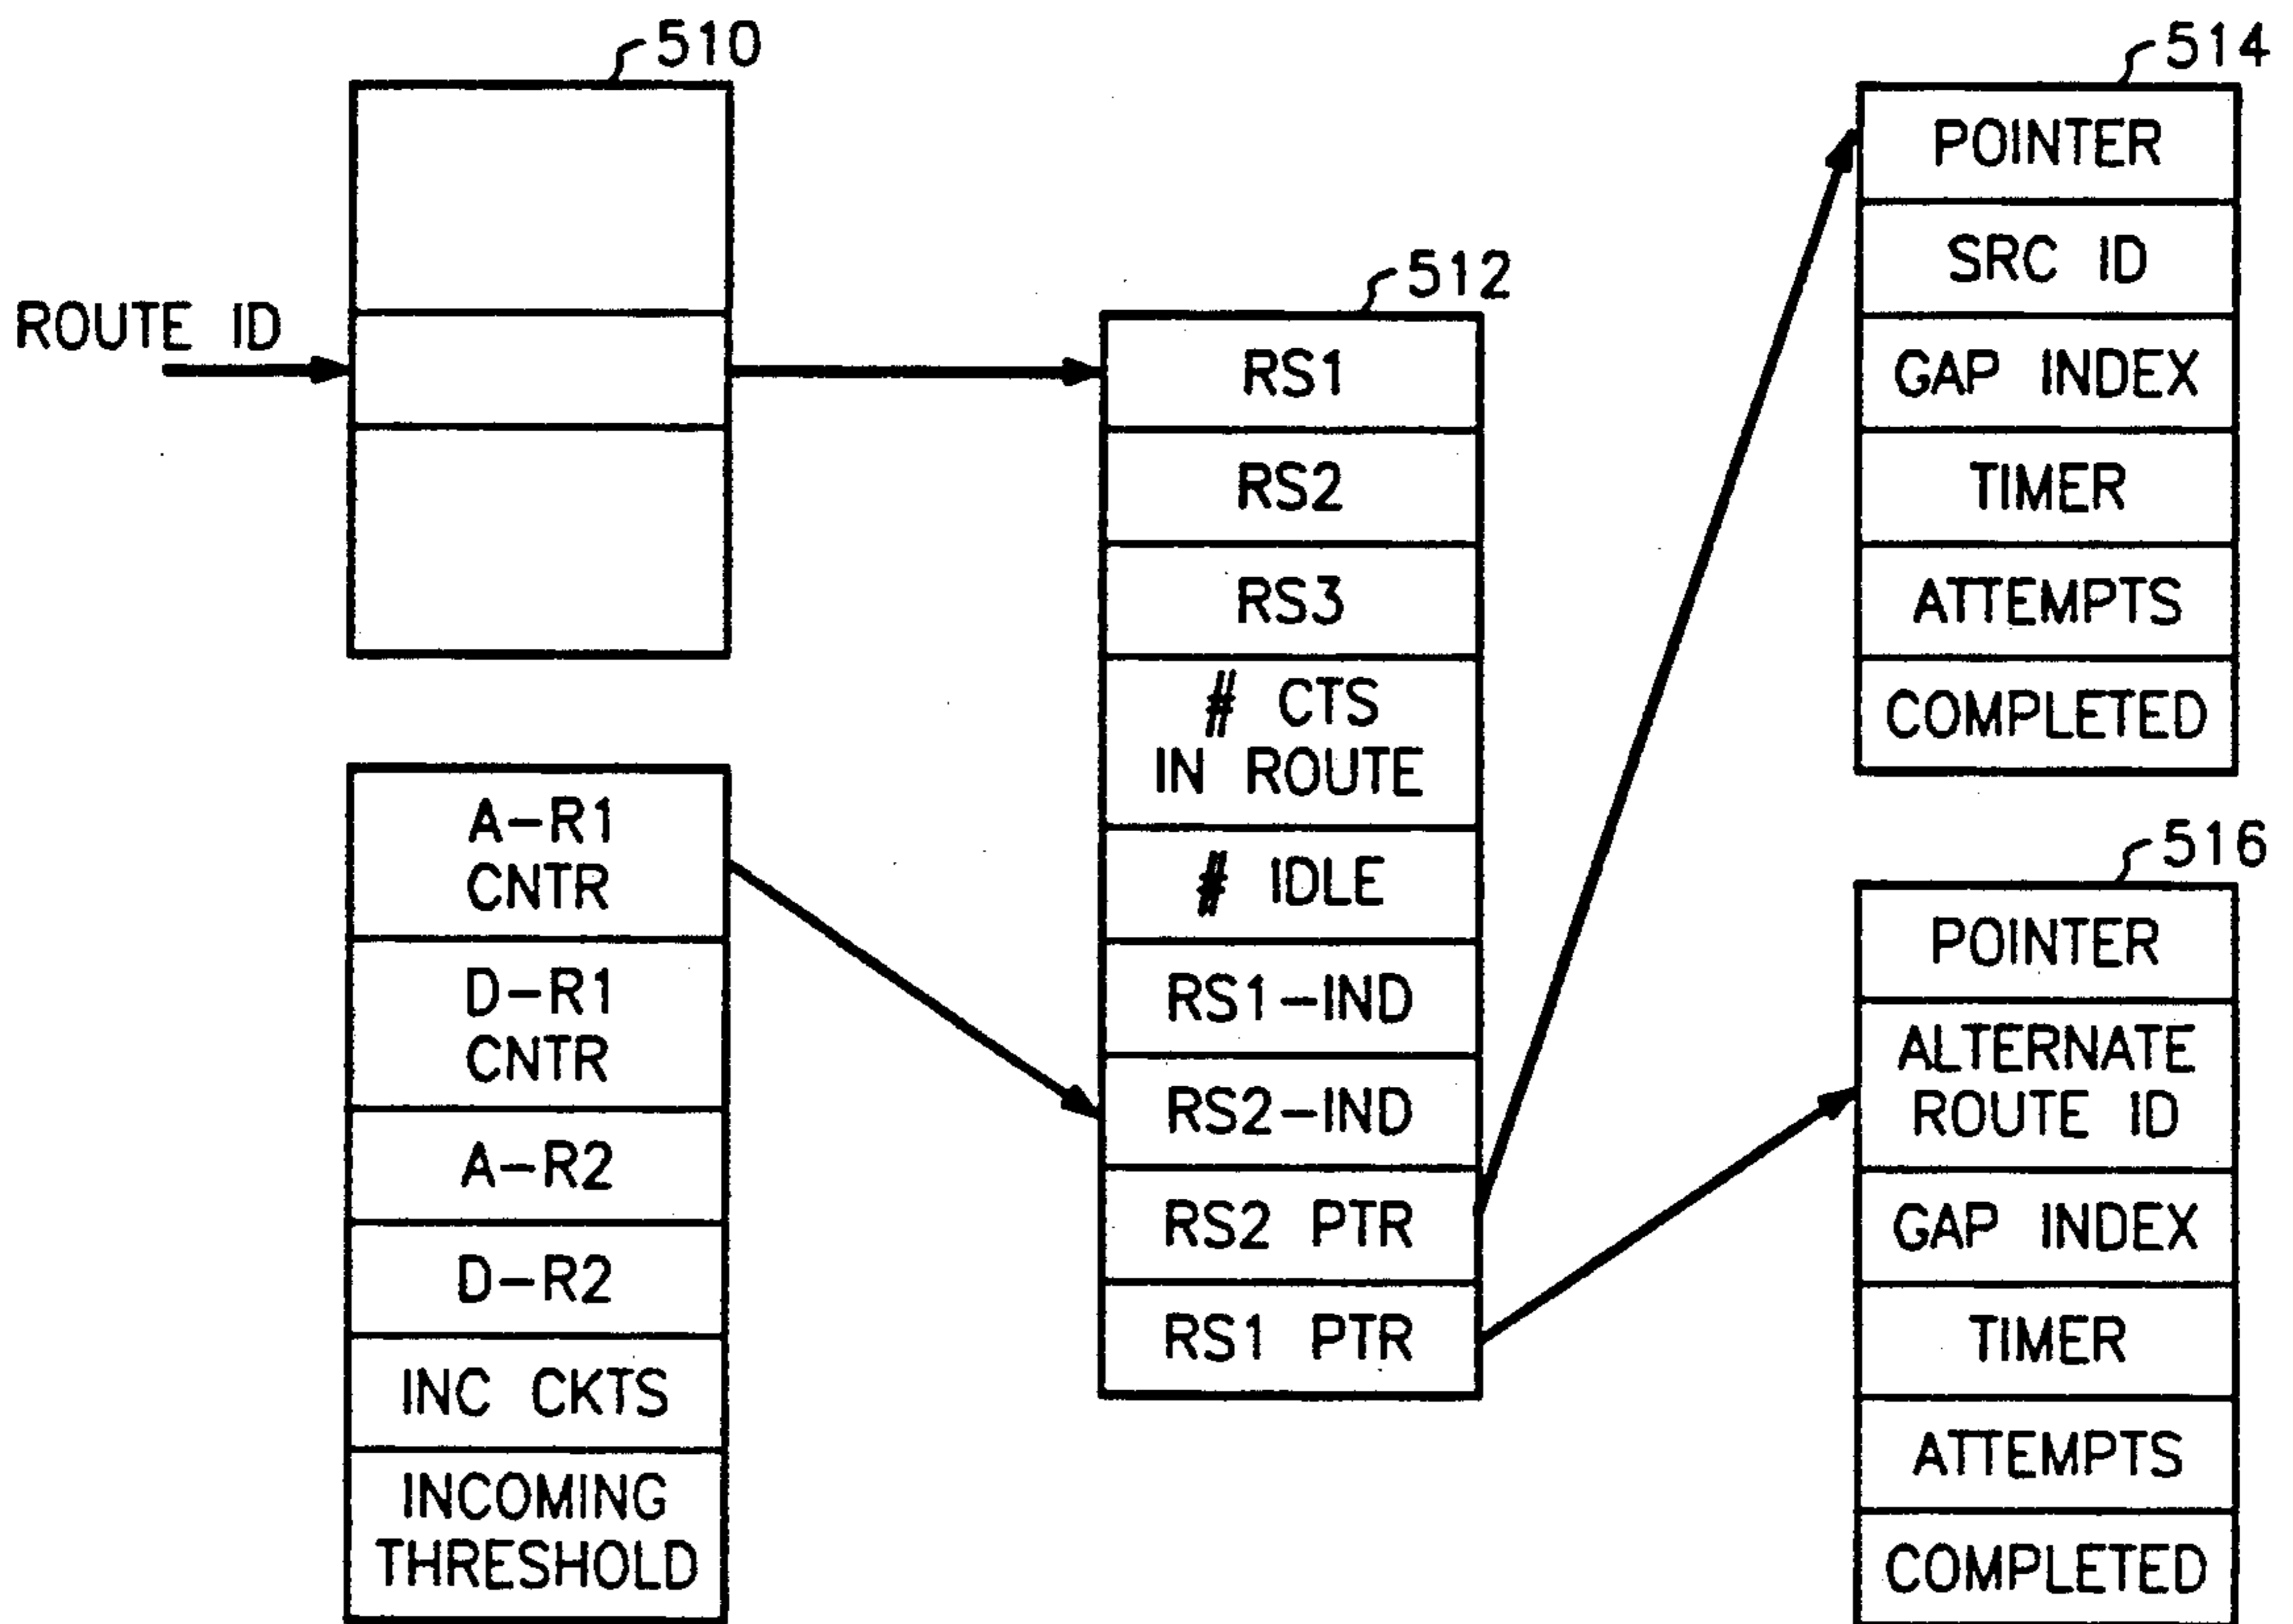 510
ROUTE ID
A-R1
CNTR
D-R1
CNTR
A-R2
D-R2
INC CKTS
INCOMING
THRESHOLD
512
RS1
RS2
RS3
# CTS
IN ROUTE
# IDLE
RS1-IND
RS2-IND
RS2 PTR
RS1 PTR
514
POINTER
SRC ID
GAP INDEX
TIMER
ATTEMPTS
COMPLETED
516
POINTER
ALTERNATE
ROUTE ID
GAP INDEX
TIMER
ATTEMPTS
COMPLETED